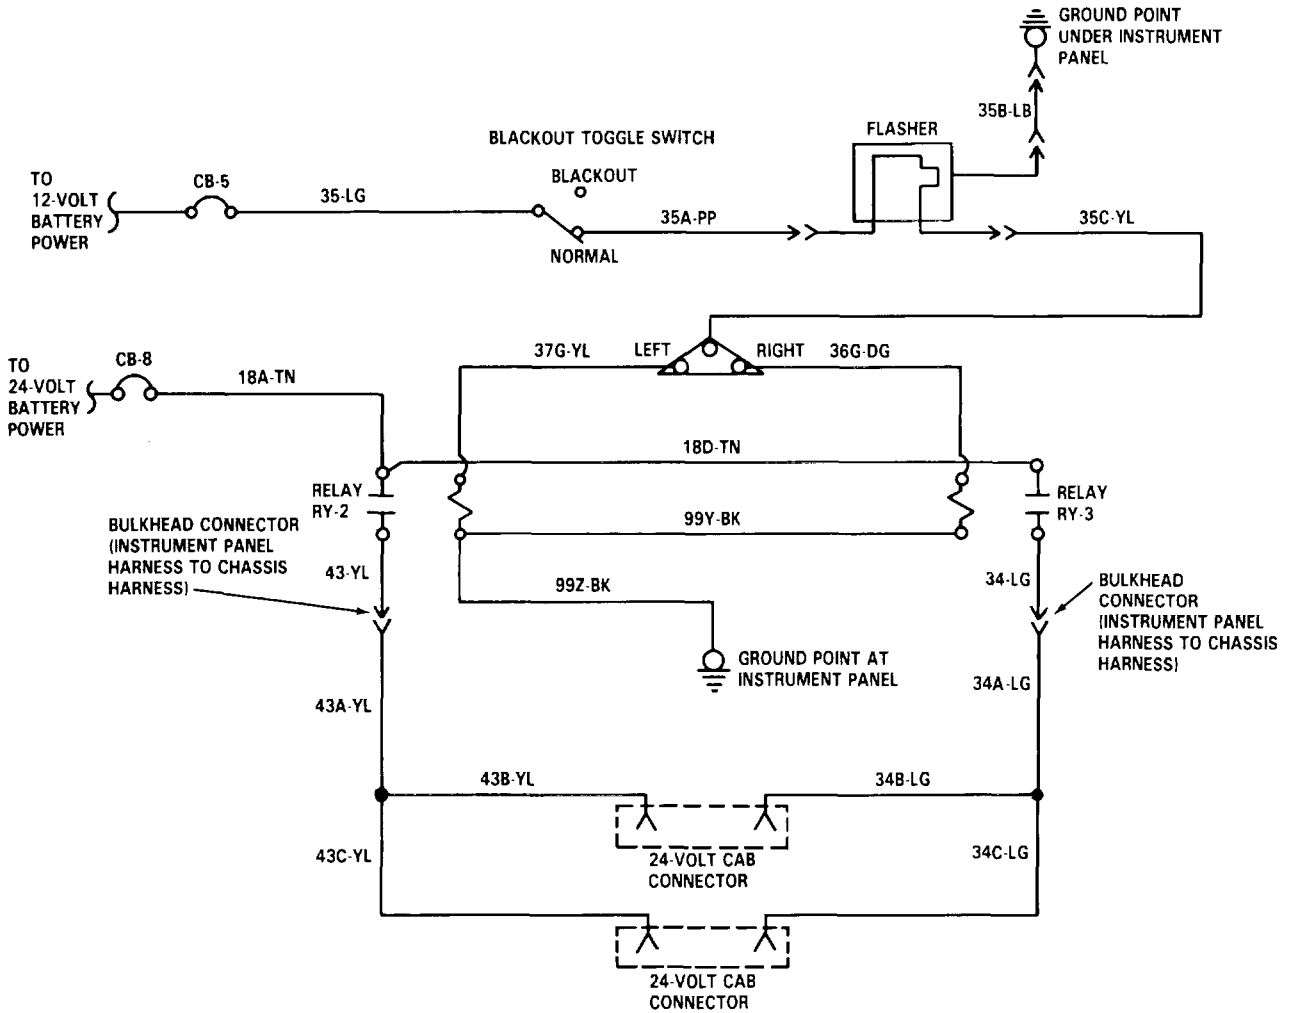 GROUND POINT
UNDER INSTRUMENT
PANEL
35B-LB
FLASHER
BLACKOUT TOGGLE SWITCH
BLACKOUT
TO
12-VOLT
BATTERY
POWER
CB-5
35-LG
35A-PP
35C-YL
NORMAL
TO
24-VOLT
BATTERY
POWER
CB-8
18A-TN
37G-YL
LEFT
RIGHT
36G-DG
18D-TN
RELAY
RY-2
RELAY
RY-3
99Y-BK
BULKHEAD CONNECTOR
(INSTRUMENT PANEL
HARNESS TO CHASSIS
HARNESS)
43-YL
99Z-BK
34-LG
BULKHEAD
CONNECTOR
(INSTRUMENT PANEL
HARNESS TO CHASSIS
HARNESS)
GROUND POINT AT
INSTRUMENT PANEL
43A-YL
34A-LG
43B-YL
34B-LG
43C-YL
34C-LG
24-VOLT CAB
CONNECTOR
24-VOLT CAB
CONNECTOR